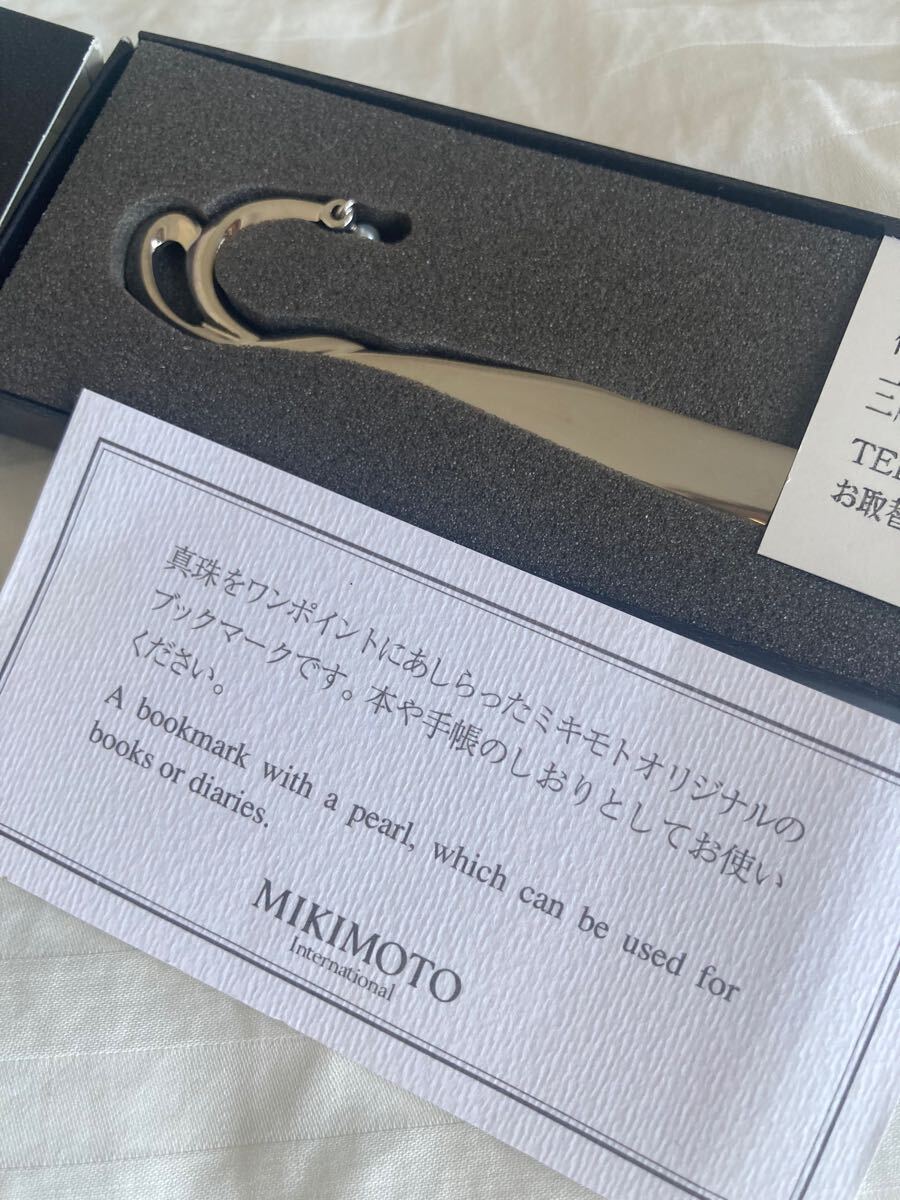 TEL
お取替
真珠をワンポイントにあしらったミキモトオリジナルの
ブックマークです。本や手帳のしおりとしてお使い
ください。
A bookmark with a pearl, which can be used for
books or diaries.
MIKIMOTO
International